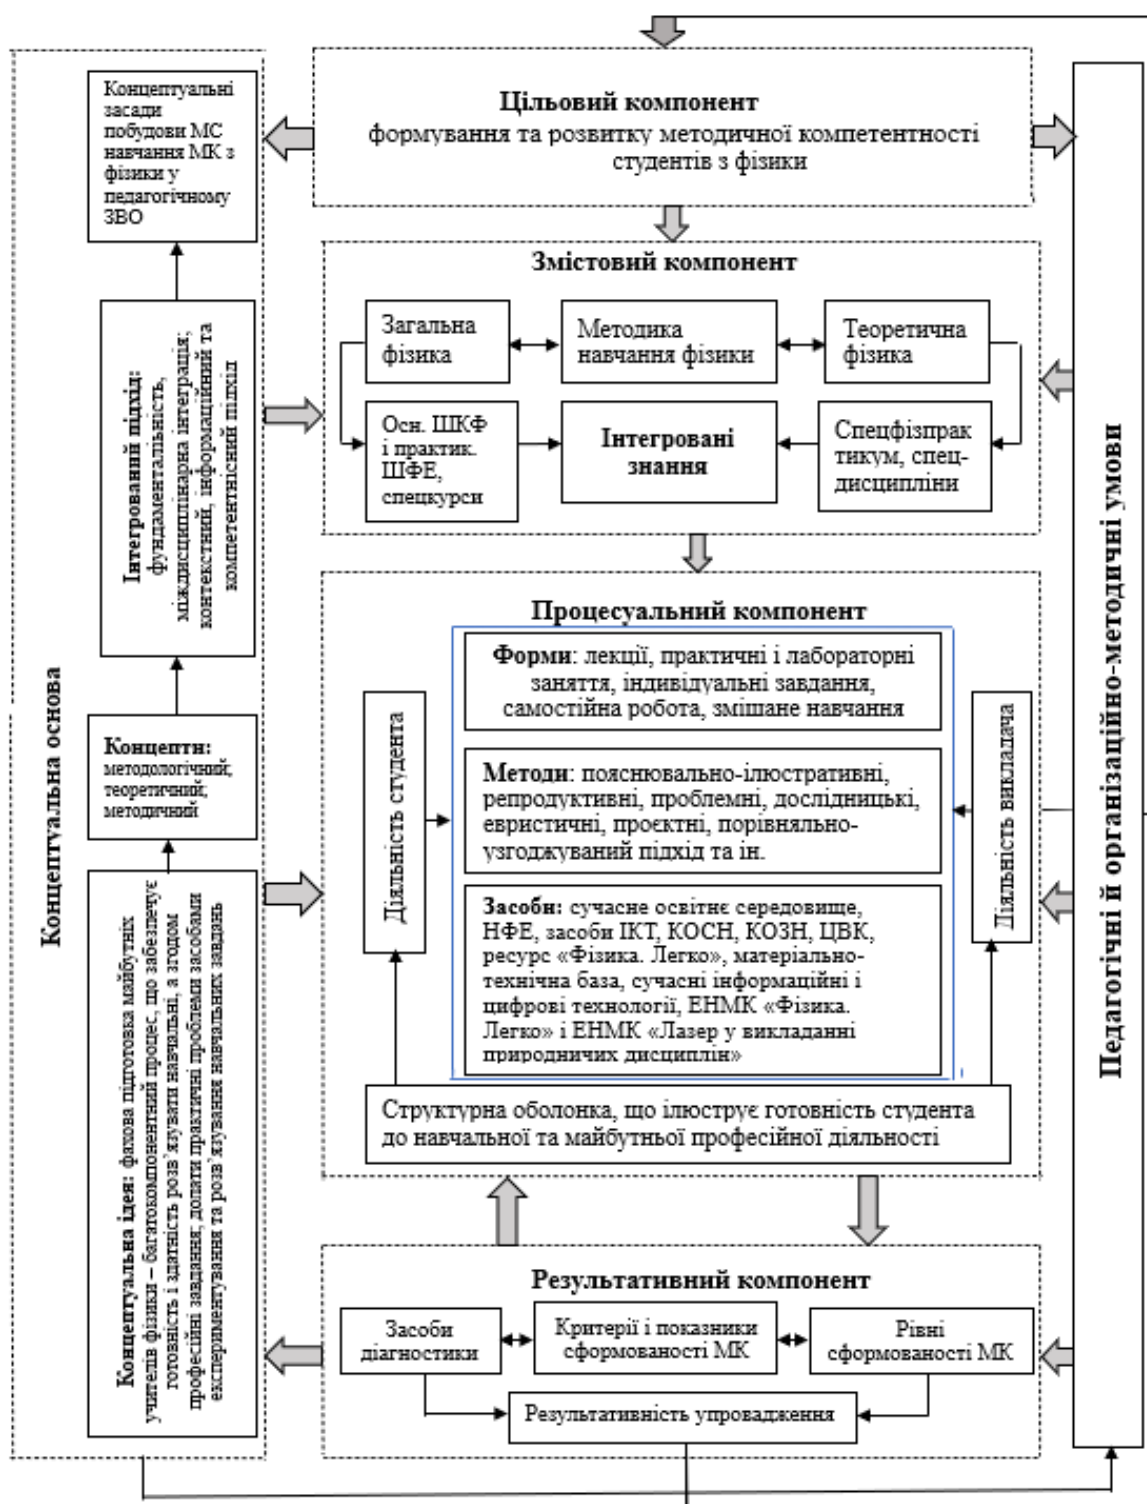 Концептуальна основа
Концептуальні
засади
побудови МС
навчання МК з
фізики у
педагогічному
ЗВО
Інтегрований підхід:
фундаментальність,
міждисциплінарна інтеграція;
контекстний, інформаційний та
компетентнісний підхід
Концепти:
методологічний;
теоретичний;
методичний
Концептуальна ідея: фахова підготовка майбутніх
учителів фізики – багатокомпонентний процес, що забезпечує
готовність і здатність розв`язувати навчальні, а згодом
професійні завдання; долати практичні проблеми засобами
експериментування та розв`язування навчальних завдань
Цільовий компонент
формування та розвитку методичної компетентності
студентів з фізики
Змістовий компонент
Загальна
фізика
Методика
навчання фізики
Теоретична
фізика
Осн. ШКФ
і практик.
ШФЕ,
спецкурси
Інтегровані
знання
Спецфізпрак
тикум, спец-
дисципліни
Процесуальний компонент
Діяльність студента
Форми: лекції, практичні і лабораторні
заняття, індивідуальні завдання,
самостійна робота, змішане навчання
Методи: пояснювально-ілюстративні,
репродуктивні, проблемні, дослідницькі,
евристичні, проєктні, порівняльно-
узгоджуваний підхід та ін.
Засоби: сучасне освітнє середовище,
НФЕ, засоби ІКТ, КОСН, КОЗН, ЦВК,
ресурс «Фізика. Легко», матеріально-
технічна база, сучасні інформаційні і
цифрові технології, ЕНМК «Фізика.
Легко» і ЕНМК «Лазер у викладанні
природничих дисциплін»
Діяльність викладача
Структурна оболонка, що ілюструє готовність студента
до навчальної та майбутньої професійної діяльності
Результативний компонент
Засоби
діагностики
Критерії і показники
сформованості МК
Рівні
сформованості МК
Результативність упровадження
Педагогічні й організаційно-методичні умови